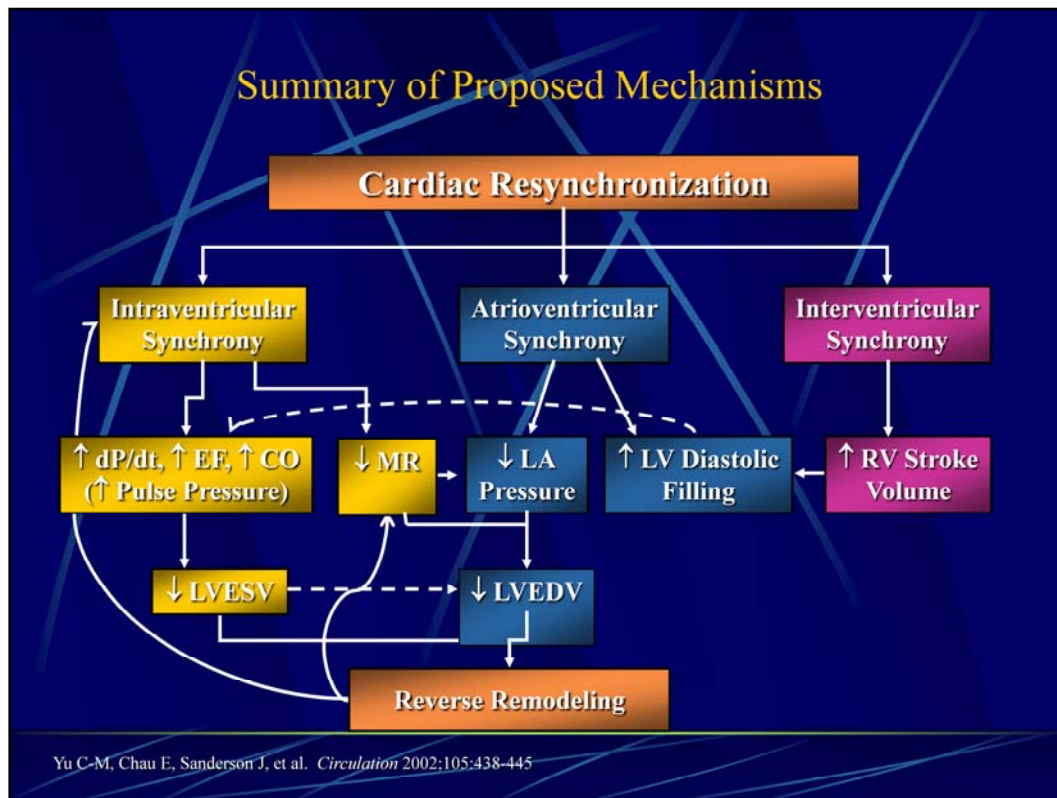 Summary of Proposed Mechanisms
Cardiac Resynchronization
Intraventricular
Synchrony
Atrioventricular
Synchrony
Interventricular
Synchrony
↑ dP/dt, ↑ EF, ↑ CO
(↑ Pulse Pressure)
↓ MR
↓ LA
Pressure
↑ LV Diastolic
Filling
↑ RV Stroke
Volume
↓ LVESV
↓ LVEDV
Reverse Remodeling
Yu C-M, Chau E, Sanderson J, et al. Circulation 2002;105:438-445